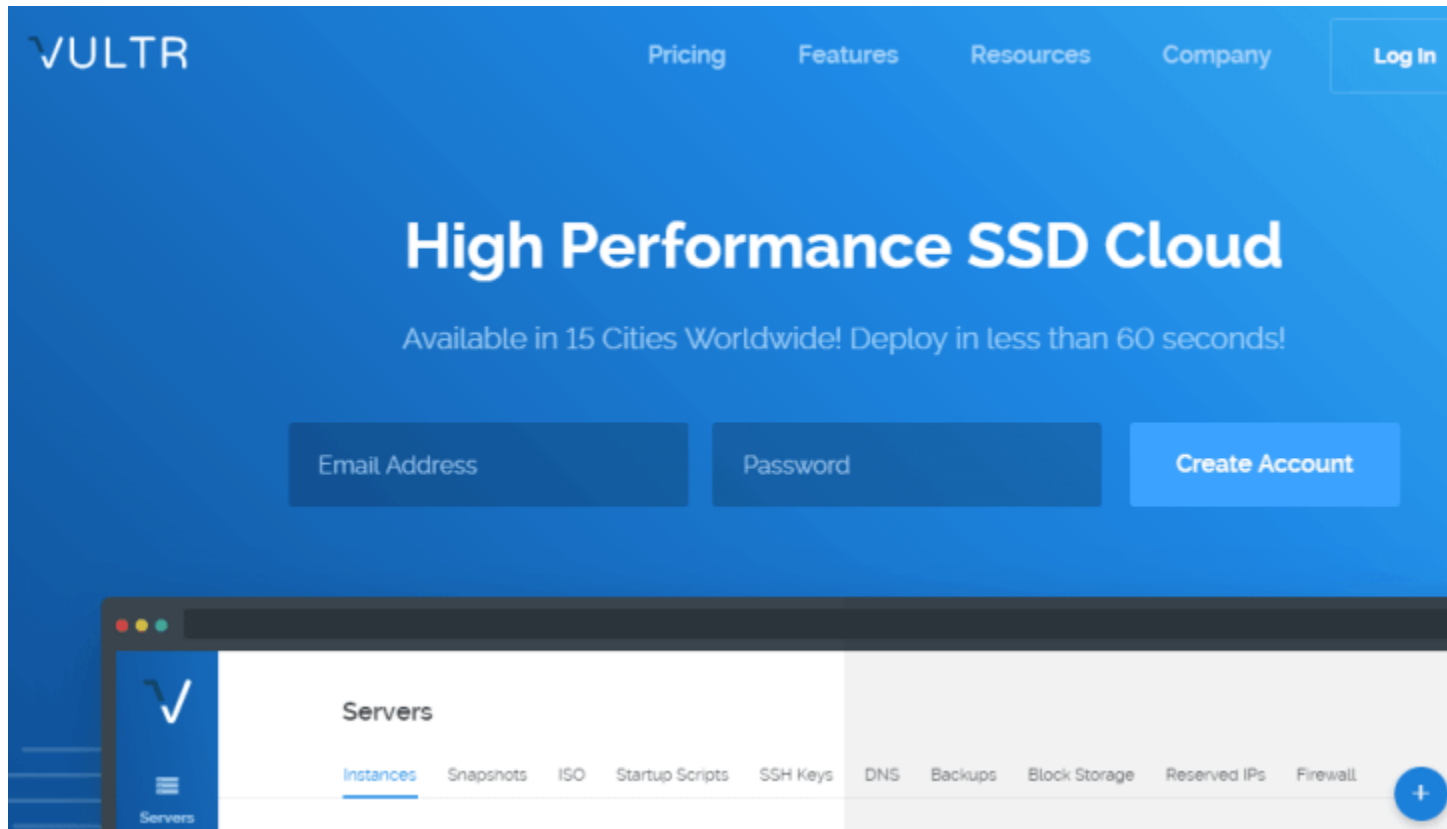 VULTR
Pricing Features Resources Company Log In
High Performance SSD Cloud
Available in 15 Cities Worldwide! Deploy in less than 60 seconds!
Email Address Password Create Account
Servers
Instances Snapshots ISO Startup Scripts SSH Keys DNS Backups Block Storage Reserved IPs Firewall +
Servers